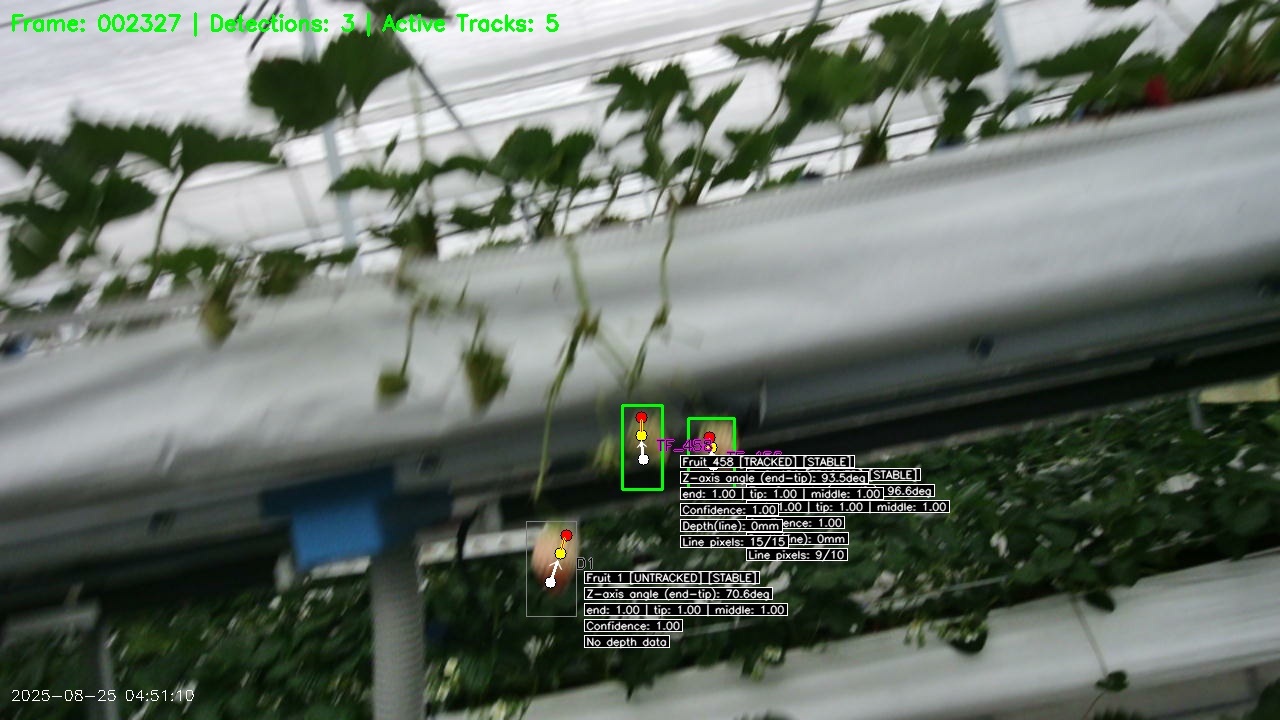 Frame: 002327 | Detections: 3 | Active Tracks: 5
TF_458
Fruit 458 [TRACKED] [STABLE]
Z-axis angle (end-tip): 93.5deg
end: 1.00 | tip: 1.00 | middle: 1.00
Confidence: 1.00
Depth(line): 0mm
Line pixels: 15/15
[STABLE]
96.6deg
1.00 | tip: 1.00 | middle: 1.00
ence: 1.00
ne): 0mm
Line pixels: 9/10
D1
Fruit 1 [UNTRACKED] [STABLE]
Z-axis angle (end-tip): 70.6deg
end: 1.00 | tip: 1.00 | middle: 1.00
Confidence: 1.00
No depth data
2025-08-25 04:51:10